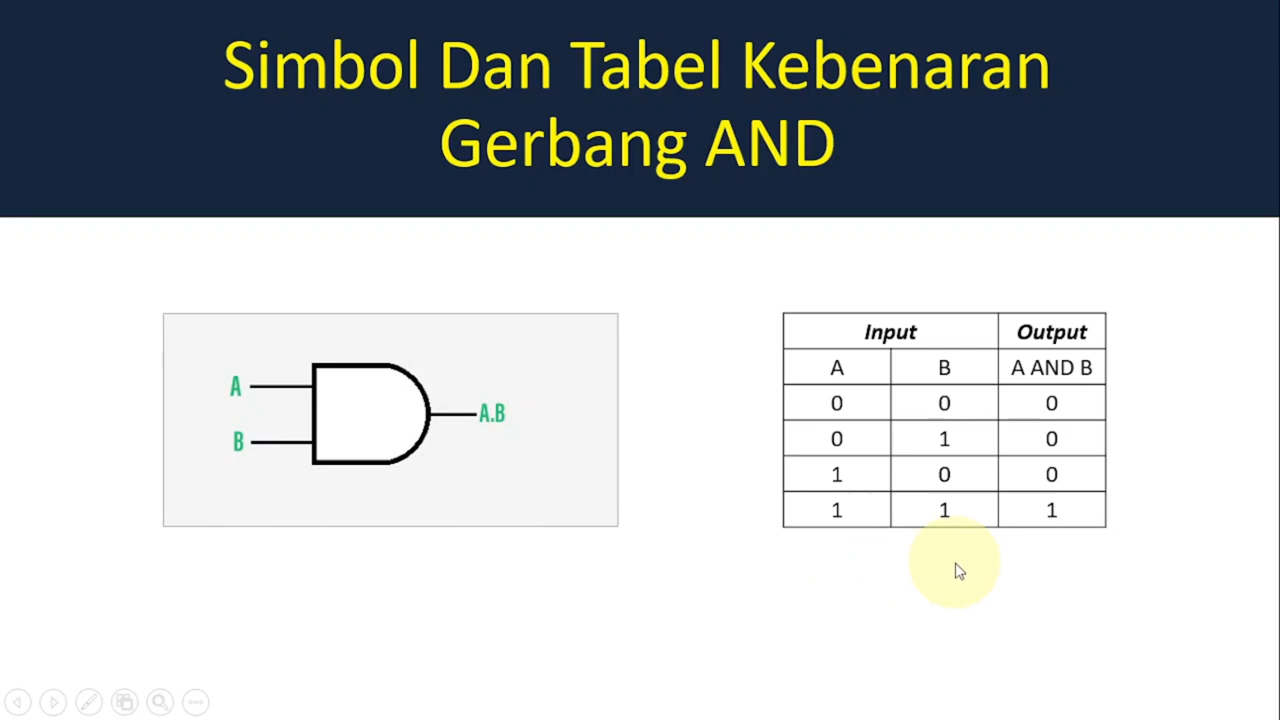 Simbol Dan Tabel Kebenaran
Gerbang AND
A
B
A.B
Input Output
A B A AND B
0 0 0
0 1 0
1 0 0
1 1 1